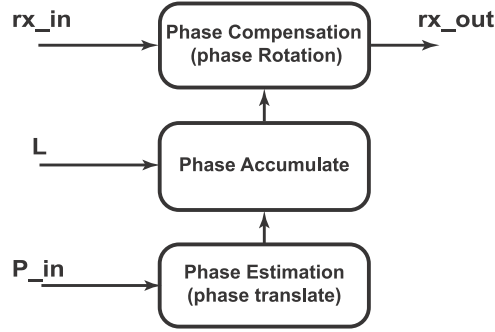 rx_in
Phase Compensation
(phase Rotation)
rx_out
L
Phase Accumulate
P_in
Phase Estimation
(phase translate)